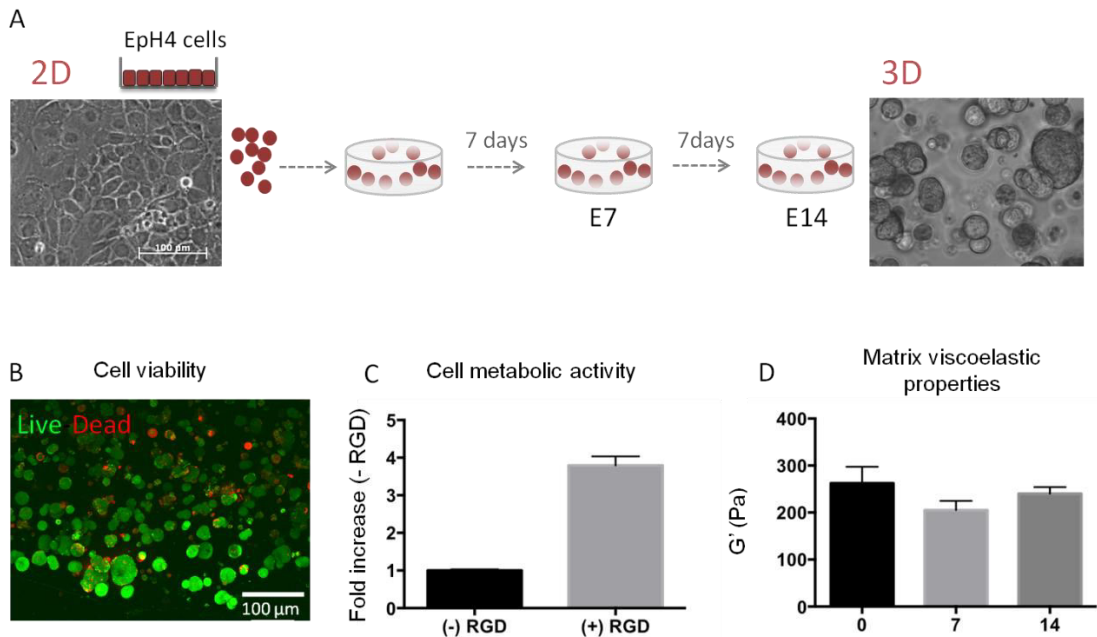 A
EpH4 cells
2D
3D
100 µm
7 days
7days
E7
E14
B
Cell viability
Live Dead
100 µm
C
Cell metabolic activity
Fold increase (- RGD)
5
4
3
2
1
0
(-) RGD
(+) RGD
D
Matrix viscoelastic
properties
G' (Pa)
400
300
200
100
0
0
7
14